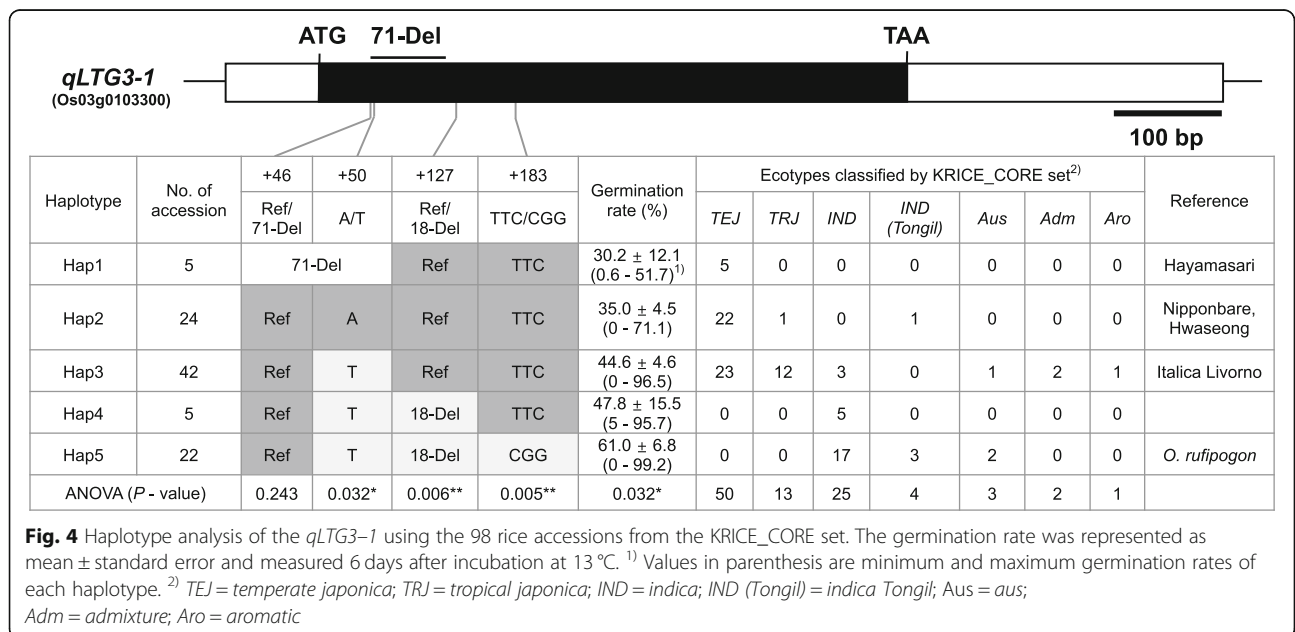 ATG 71-Del TAA
qLTG3-1
(Os03g0103300)
100 bp
Haplotype No. of accession +46 +50 +127 +183 Germination rate (%) Ecotypes classified by KRICE_CORE set2) Reference
Ref/ 71-Del A/T Ref/ 18-Del TTC/CGG TEJ TRJ IND IND (Tongil) Aus Adm Aro
Hap1 5 71-Del Ref TTC 30.2 ± 12.1 (0.6 - 51.7)1) 5 0 0 0 0 0 0 Hayamasari
Hap2 24 Ref A Ref TTC 35.0 ± 4.5 (0 - 71.1) 22 1 0 1 0 0 0 Nipponbare, Hwaseong
Hap3 42 Ref T Ref TTC 44.6 ± 4.6 (0 - 96.5) 23 12 3 0 1 2 1 Italica Livorno
Hap4 5 Ref T 18-Del TTC 47.8 ± 15.5 (5 - 95.7) 0 0 5 0 0 0 0
Hap5 22 Ref T 18-Del CGG 61.0 ± 6.8 (0 - 99.2) 0 0 17 3 2 0 0 O. rufipogon
ANOVA (P - value) 0.243 0.032* 0.006** 0.005** 0.032* 50 13 25 4 3 2 1
Fig. 4 Haplotype analysis of the qLTG3–1 using the 98 rice accessions from the KRICE_CORE set. The germination rate was represented as
mean ± standard error and measured 6 days after incubation at 13 °C. 1) Values in parenthesis are minimum and maximum germination rates of
each haplotype. 2) TEJ = temperate japonica; TRJ = tropical japonica; IND = indica; IND (Tongil) = indica Tongil; Aus = aus;
Adm = admixture; Aro = aromatic